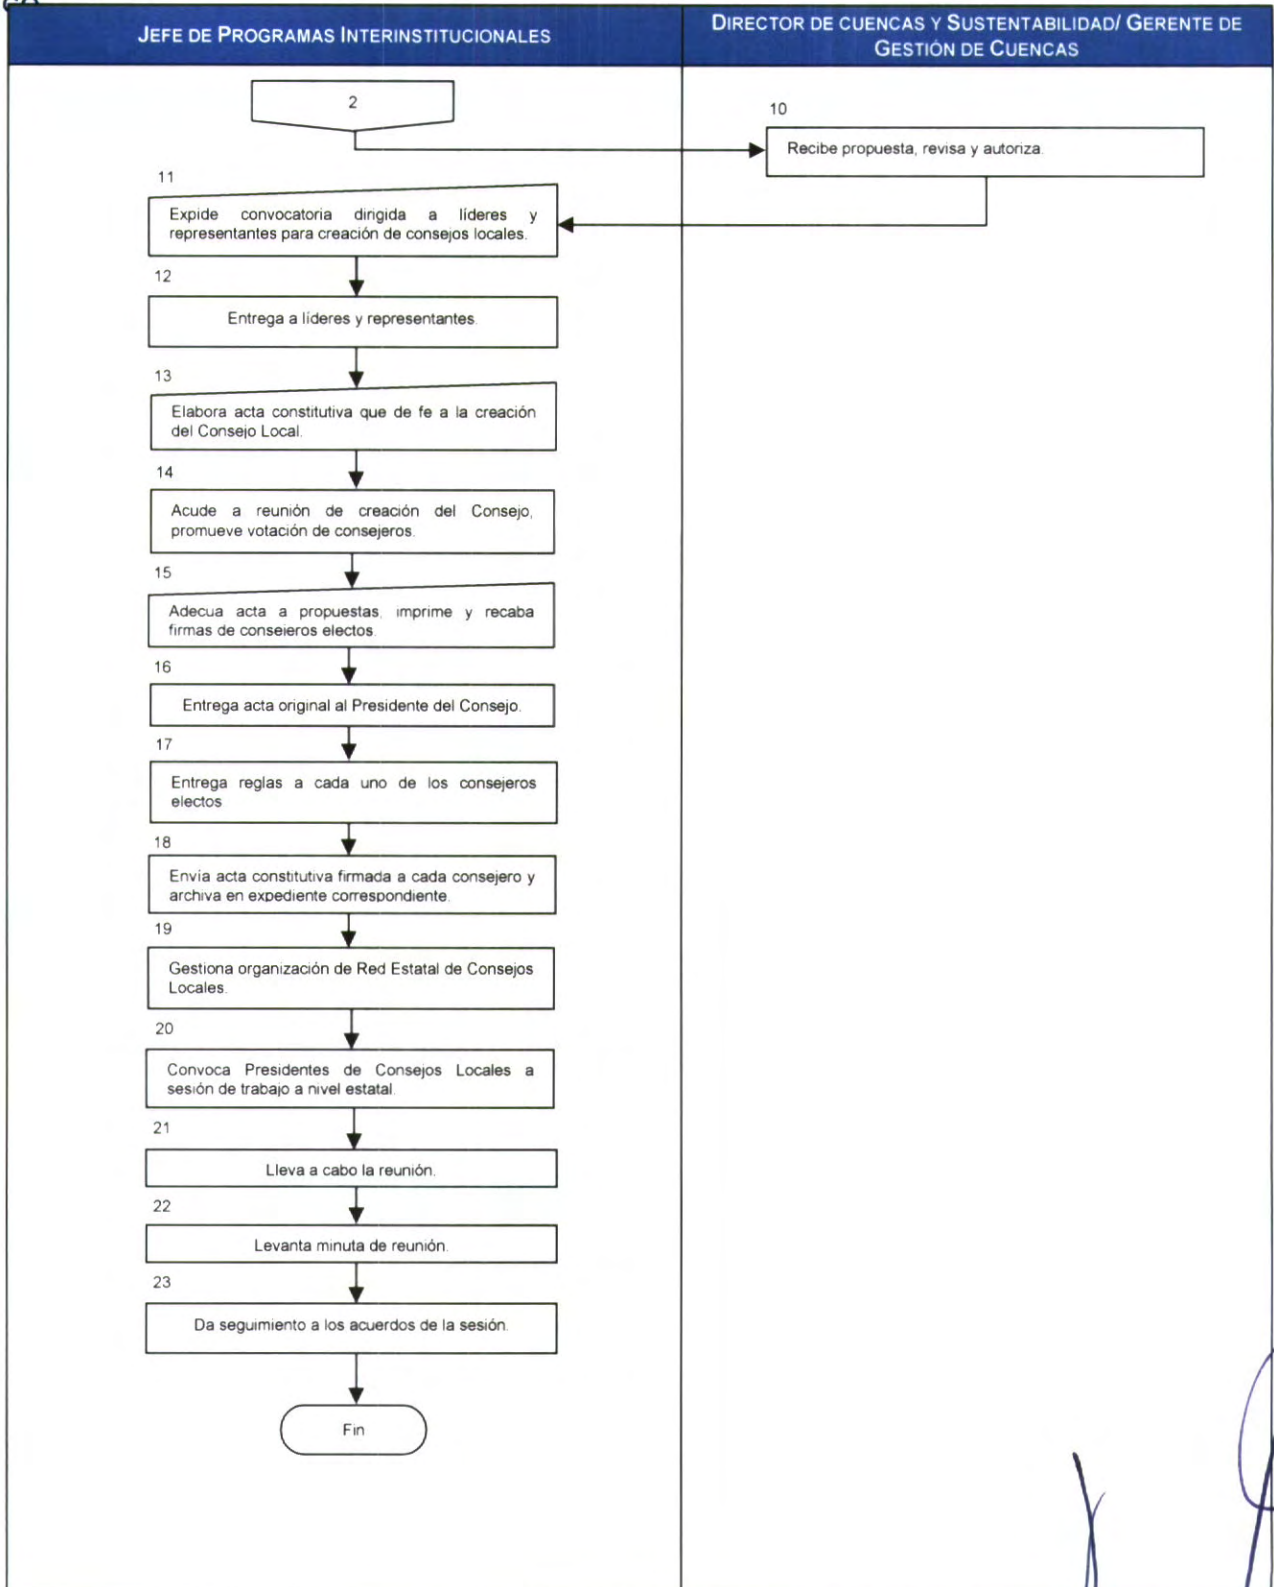 JEFE DE PROGRAMAS INTERINSTITUCIONALES
DIRECTOR DE CUENCAS Y SUSTENTABILIDAD/ GERENTE DE
GESTIÓN DE CUENCAS
2
10
Recibe propuesta, revisa y autoriza.
11
Expide convocatoria dirigida a líderes y
representantes para creación de consejos locales.
12
Entrega a líderes y representantes.
13
Elabora acta constitutiva que de fe a la creación
del Consejo Local.
14
Acude a reunión de creación del Consejo,
promueve votación de consejeros.
15
Adecua acta a propuestas, imprime y recaba
firmas de consejeros electos.
16
Entrega acta original al Presidente del Consejo.
17
Entrega reglas a cada uno de los consejeros
electos
18
Envía acta constitutiva firmada a cada consejero y
archiva en expediente correspondiente.
19
Gestiona organización de Red Estatal de Consejos
Locales.
20
Convoca Presidentes de Consejos Locales a
sesión de trabajo a nivel estatal.
21
Lleva a cabo la reunión.
22
Levanta minuta de reunión.
23
Da seguimiento a los acuerdos de la sesión.
Fin